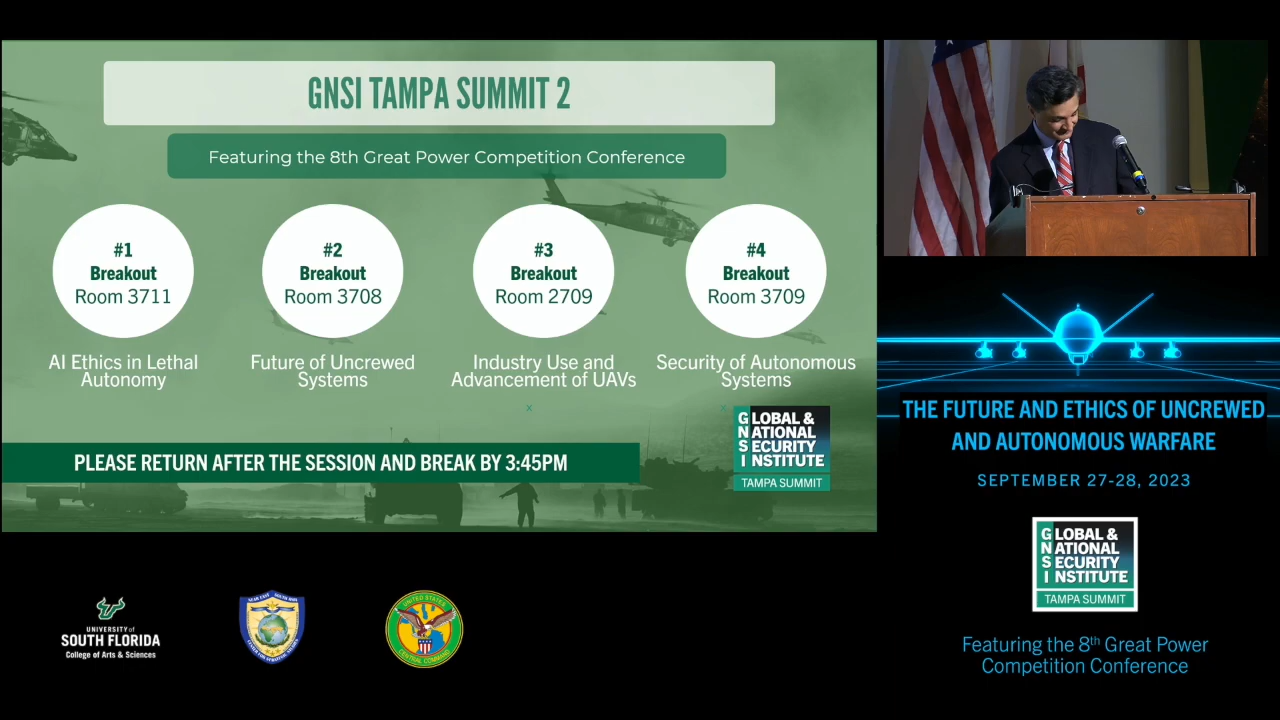 GNSI TAMPA SUMMIT 2
Featuring the 8th Great Power Competition Conference
#1
Breakout
Room 3711
AI Ethics in Lethal
Autonomy
#2
Breakout
Room 3708
Future of Uncrewed
Systems
#3
Breakout
Room 2709
Industry Use and
Advancement of UAVs
#4
Breakout
Room 3709
Security of Autonomous
Systems
GLOBAL &
NATIONAL
SECURITY
INSTITUTE
TAMPA SUMMIT
PLEASE RETURN AFTER THE SESSION AND BREAK BY 3:45PM
THE FUTURE AND ETHICS OF UNCREWED
AND AUTONOMOUS WARFARE
SEPTEMBER 27-28, 2023
GLOBAL &
NATIONAL
SECURITY
INSTITUTE
TAMPA SUMMIT
Featuring the 8th Great Power
Competition Conference
UNIVERSITY of
SOUTH FLORIDA
College of Arts & Sciences
UNITED STATES
CENTRAL COMMAND